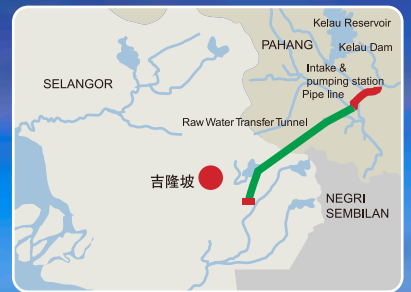 Kelau Reservoir
PAHANG
Kelau Dam
Intake &
pumping station
Pipe line
SELANGOR
Raw Water Transfer Tunnel
吉隆坡
NEGRI
SEMBILAN